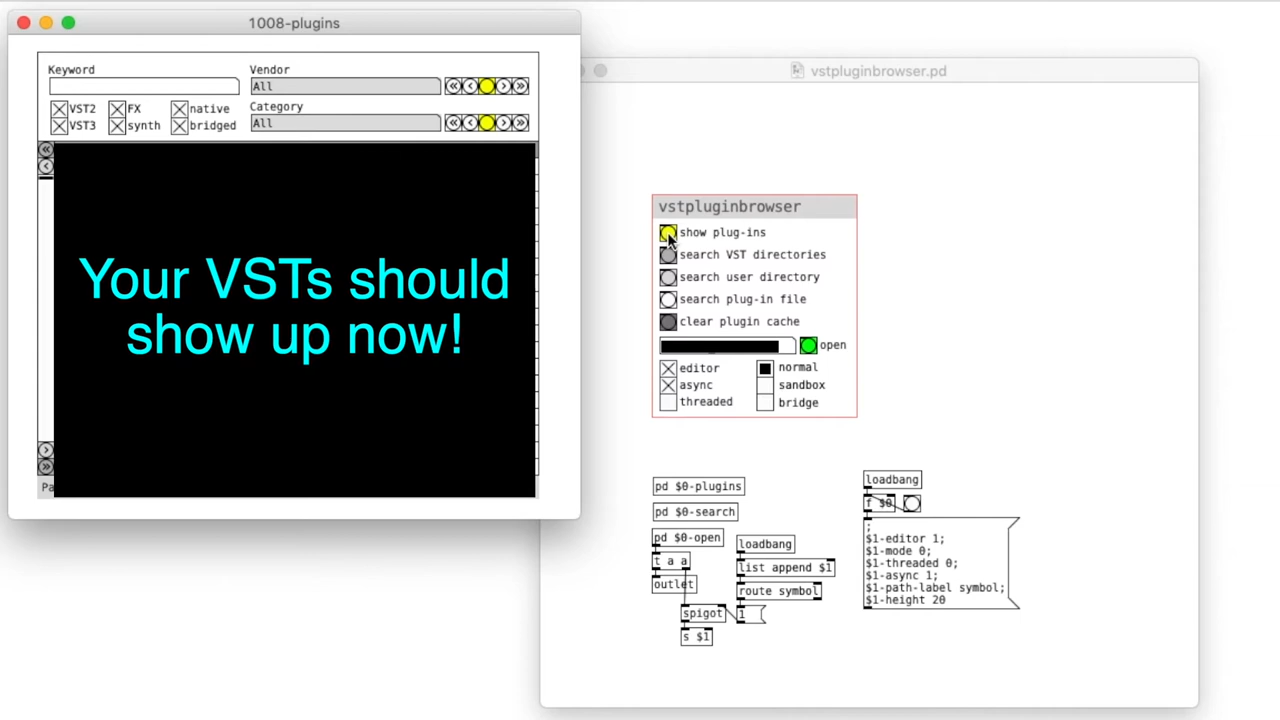 1008-plugins
Keyword
Vendor
All
VST2
FX
native
Category
VST3
synth
bridged
All
Your VSTs should
show up now!
Pa
vstpluginbrowser.pd
vstpluginbrowser
show plug-ins
search VST directories
search user directory
search plug-in file
clear plugin cache
open
editor
normal
async
sandbox
threaded
bridge
pd $0-plugins
pd $0-search
pd $0-open
t a a
outlet
spigot
s $1
loadbang
list append $1
route symbol
1
loadbang
f $0
;
$1-editor 1;
$1-mode 0;
$1-threaded 0;
$1-async 1;
$1-path-label symbol;
$1-height 20